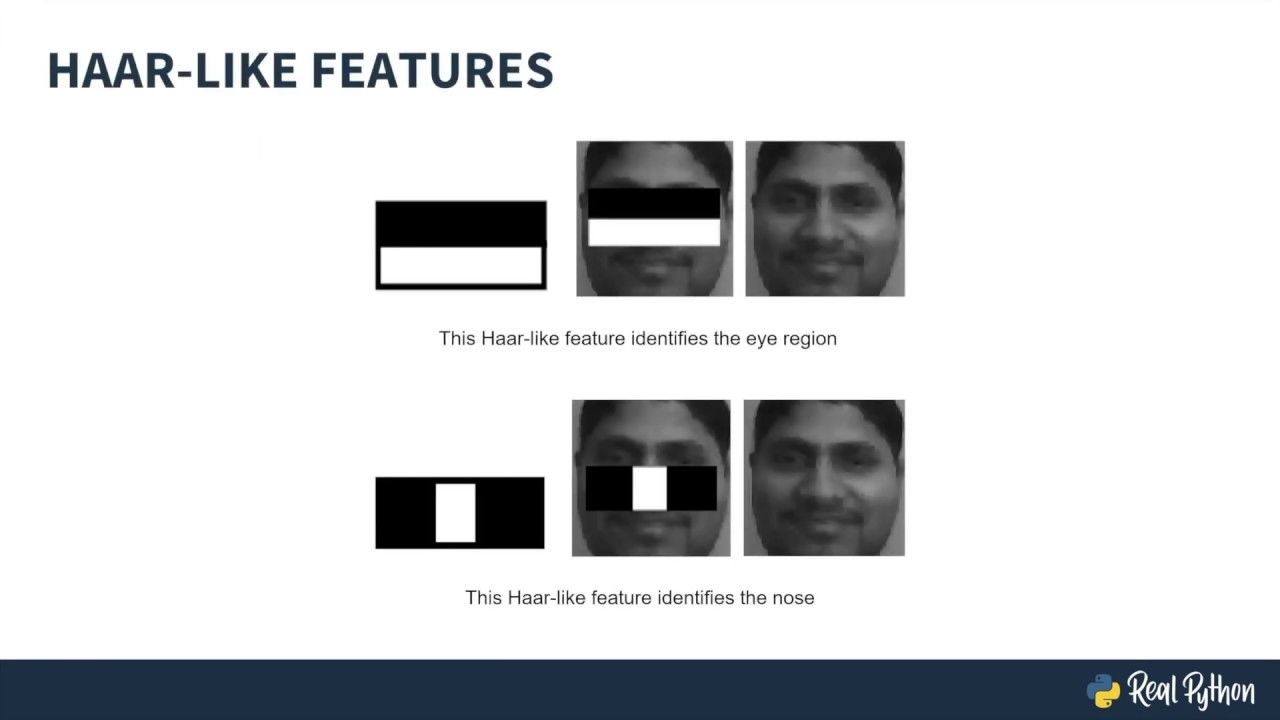 HAAR-LIKE FEATURES
This Haar-like feature identifies the eye region
This Haar-like feature identifies the nose
Real Python